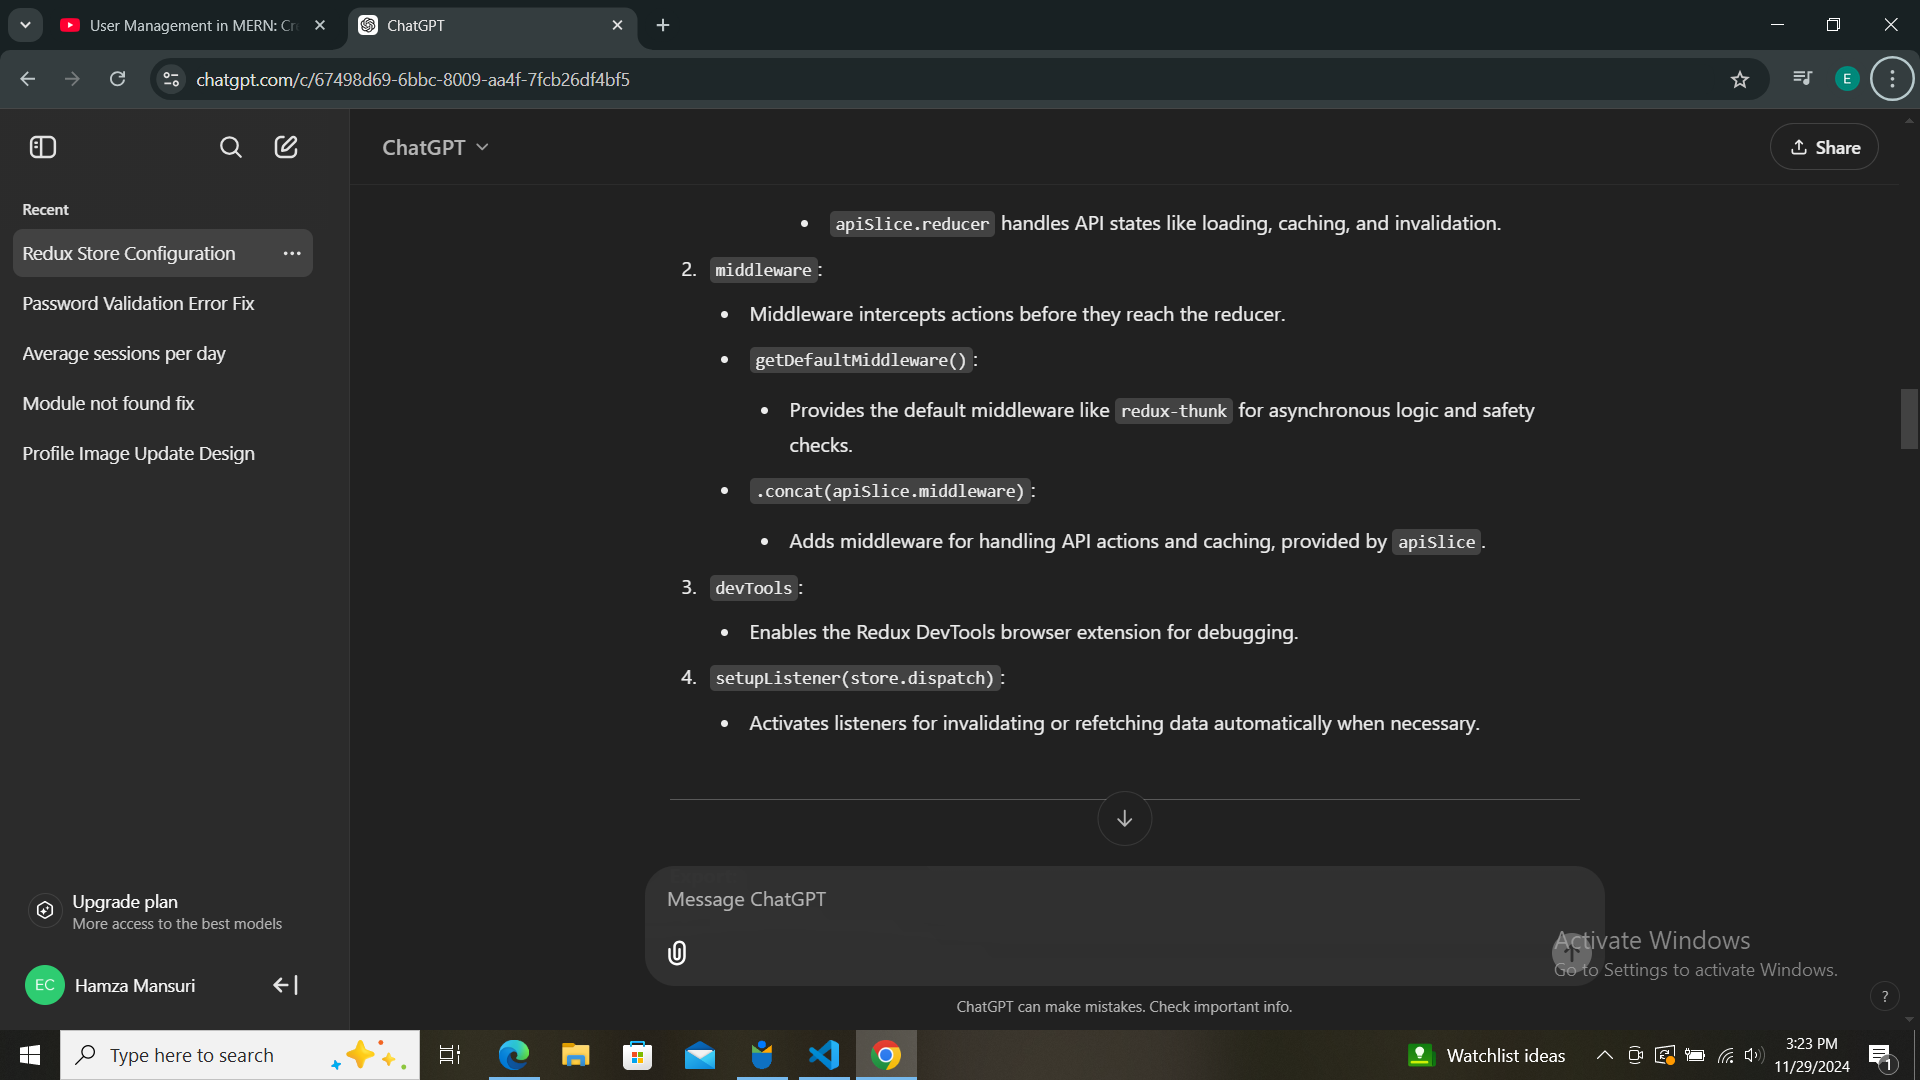 User Management in MERN: Cr
ChatGPT
chatgpt.com/c/67498d69-6bbc-8009-aa4f-7fcb26df4bf5
E
ChatGPT
Share
Recent
Redux Store Configuration
Password Validation Error Fix
Average sessions per day
Module not found fix
Profile Image Update Design
• apiSlice.reducer handles API states like loading, caching, and invalidation.
2. middleware:
• Middleware intercepts actions before they reach the reducer.
• getDefaultMiddleware():
• Provides the default middleware like redux-thunk for asynchronous logic and safety
checks.
• .concat(apiSlice.middleware):
• Adds middleware for handling API actions and caching, provided by apiSlice.
3. devTools:
• Enables the Redux DevTools browser extension for debugging.
4. setupListener(store.dispatch):
• Activates listeners for invalidating or refetching data automatically when necessary.
Upgrade plan
More access to the best models
EC Hamza Mansuri
Message ChatGPT
ChatGPT can make mistakes. Check important info.
Activate Windows
Go to Settings to activate Windows.
?
Type here to search
Watchlist ideas
3:23 PM
11/29/2024
1